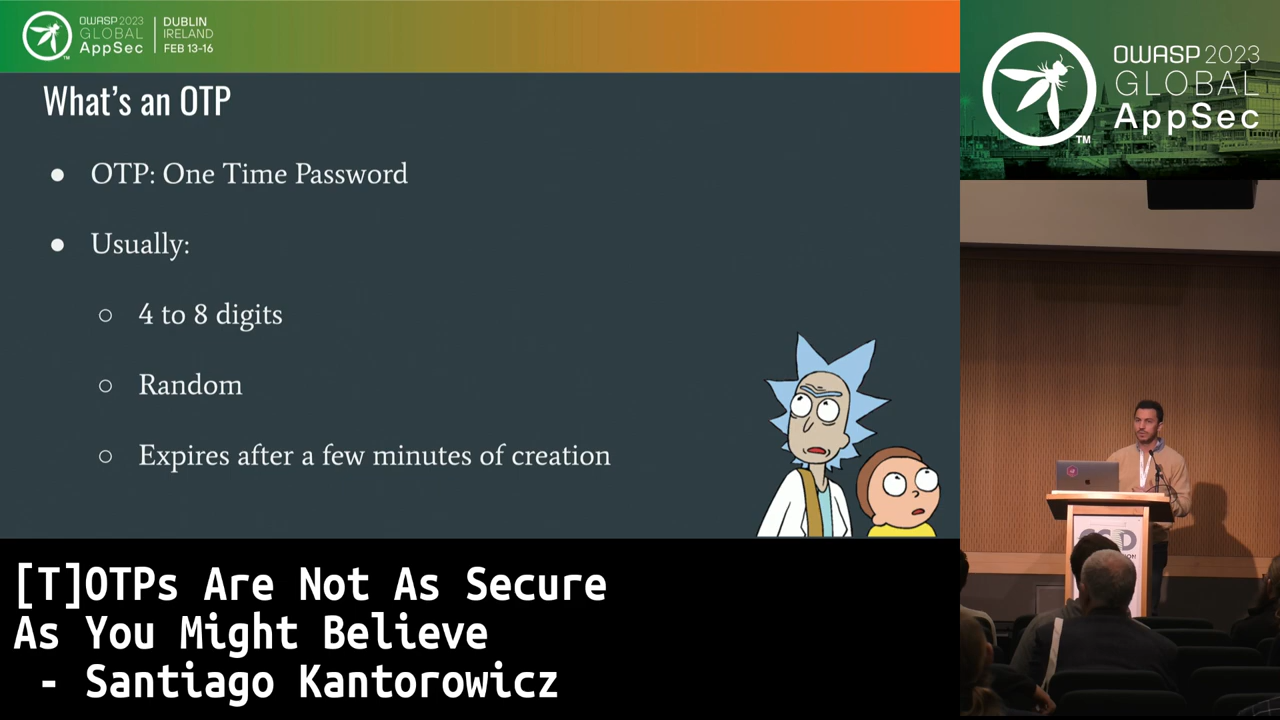 OWASP 2023
GLOBAL
AppSec
TM
DUBLIN
IRELAND
FEB 13-16
What's an OTP
● OTP: One Time Password
● Usually:
○ 4 to 8 digits
○ Random
○ Expires after a few minutes of creation
[T]OTPs Are Not As Secure
As You Might Believe
- Santiago Kantorowicz
OWASP 2023
GLOBAL
AppSec
TM